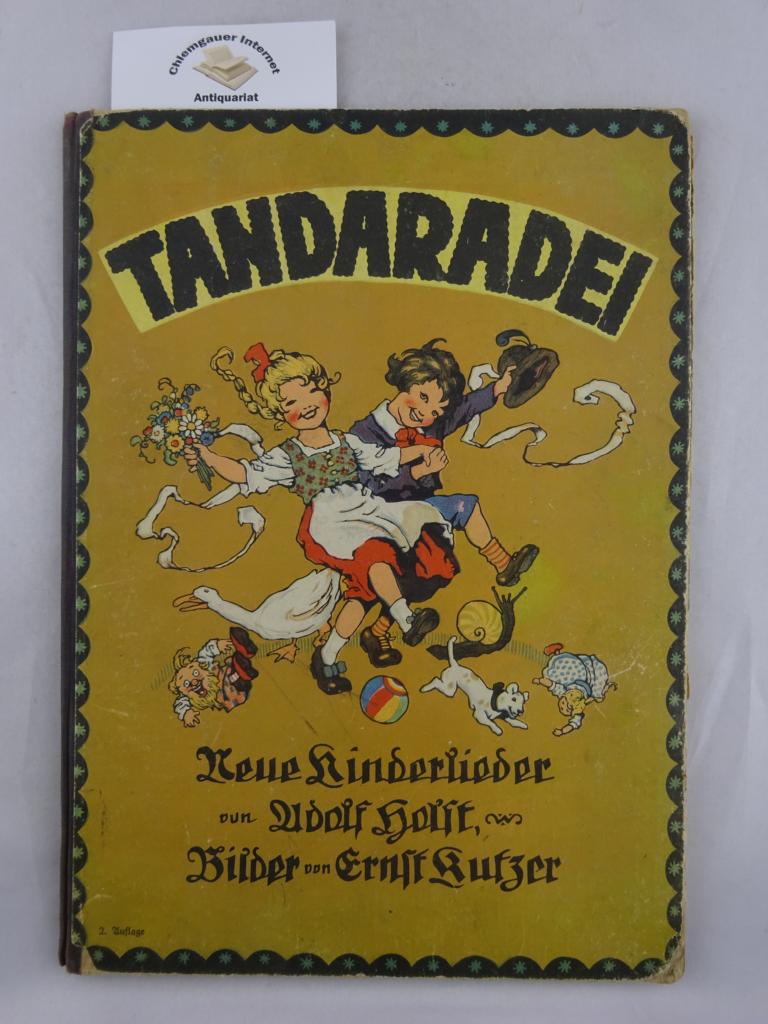 Chiemgauer Internet
Antiquariat
TANDARADEI
Neue Kinderlieder
von Adolf Holst,
Bilder von Ernst Kutzer
2. Auflage